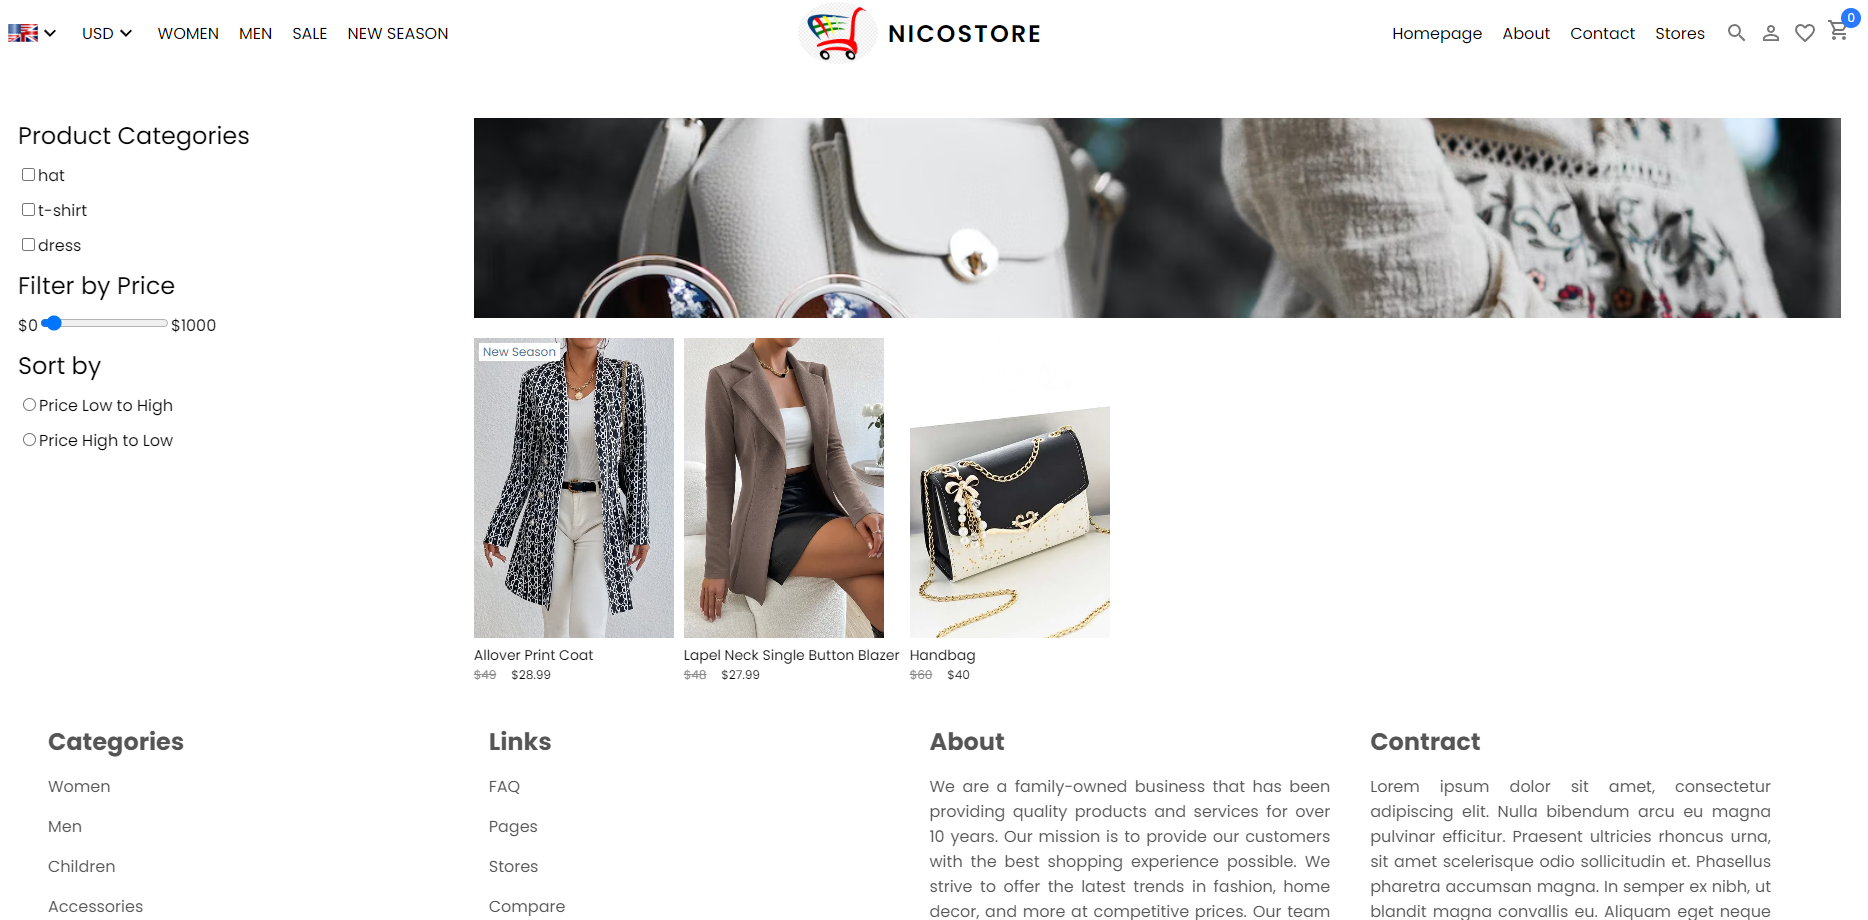 USD WOMEN MEN SALE NEW SEASON
NICOSTORE
Homepage About Contact Stores
0
Product Categories
hat
t-shirt
dress
Filter by Price
$0 $1000
Sort by
Price Low to High
Price High to Low
New Season
Allover Print Coat
$49 $28.99
Lapel Neck Single Button Blazer
$48 $27.99
Handbag
$60 $40
Categories
Women
Men
Children
Accessories
Links
FAQ
Pages
Stores
Compare
About
We are a family-owned business that has been
providing quality products and services for over
10 years. Our mission is to provide our customers
with the best shopping experience possible. We
strive to offer the latest trends in fashion, home
decor, and more at competitive prices. Our team
Contract
Lorem ipsum dolor sit amet, consectetur
adipiscing elit. Nulla bibendum arcu eu magna
pulvinar efficitur. Praesent ultricies rhoncus urna,
sit amet scelerisque odio sollicitudin et. Phasellus
pharetra accumsan magna. In semper ex nibh, ut
blandit magna convallis eu. Aliquam eget neque